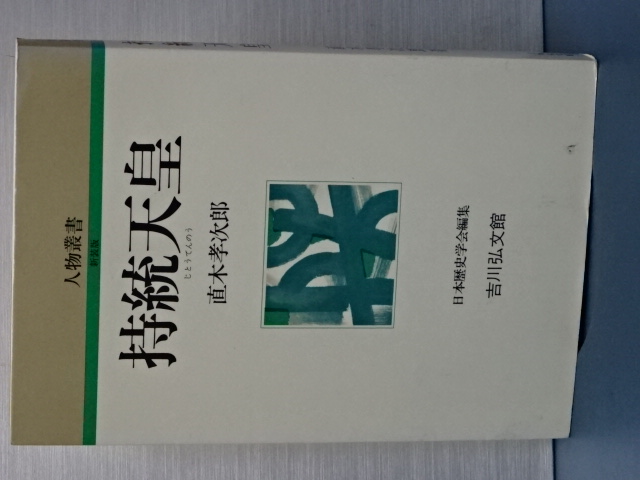 人物叢書
新装版
持統天皇
じとうてんのう
直木孝次郎
日本歴史学会編集
吉川弘文館